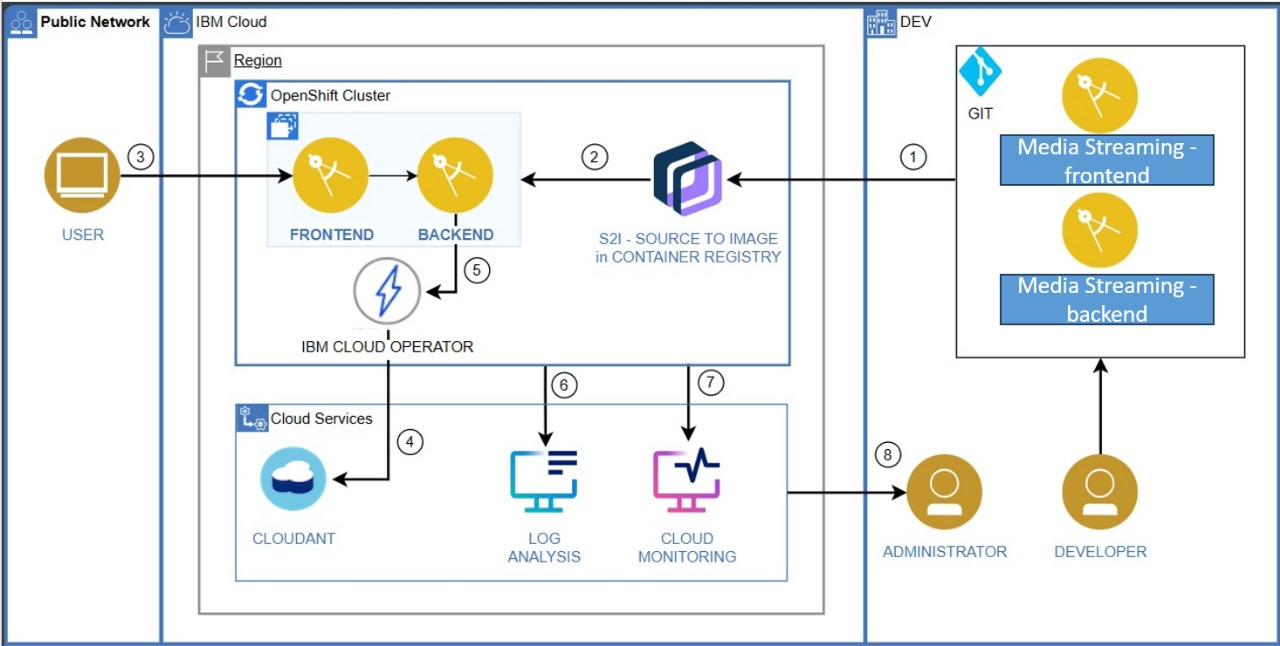 Public Network
IBM Cloud
DEV
Region
OpenShift Cluster
GIT
Media Streaming -
frontend
3
2
1
USER
FRONTEND
BACKEND
S2I - SOURCE TO IMAGE
in CONTAINER REGISTRY
Media Streaming -
backend
5
IBM CLOUD OPERATOR
6
7
Cloud Services
4
8
CLOUDANT
LOG
ANALYSIS
CLOUD
MONITORING
ADMINISTRATOR
DEVELOPER